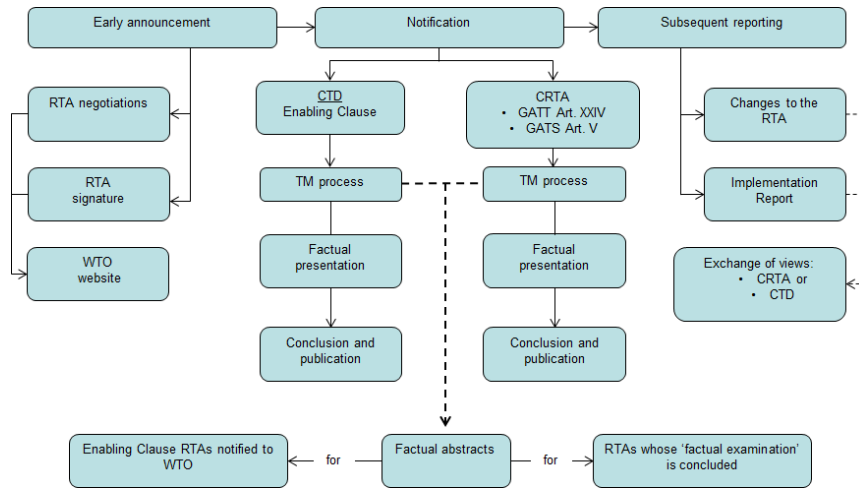 Early announcement
Notification
Subsequent reporting
RTA negotiations
CTD
Enabling Clause
CRTA
• GATT Art. XXIV
• GATS Art. V
Changes to the
RTA
RTA
signature
TM process
TM process
Implementation
Report
WTO
website
Factual
presentation
Factual
presentation
Exchange of views:
• CRTA or
• CTD
Conclusion and
publication
Conclusion and
publication
Enabling Clause RTAs notified to
WTO
for
Factual abstracts
for
RTAs whose ‘factual examination’
is concluded